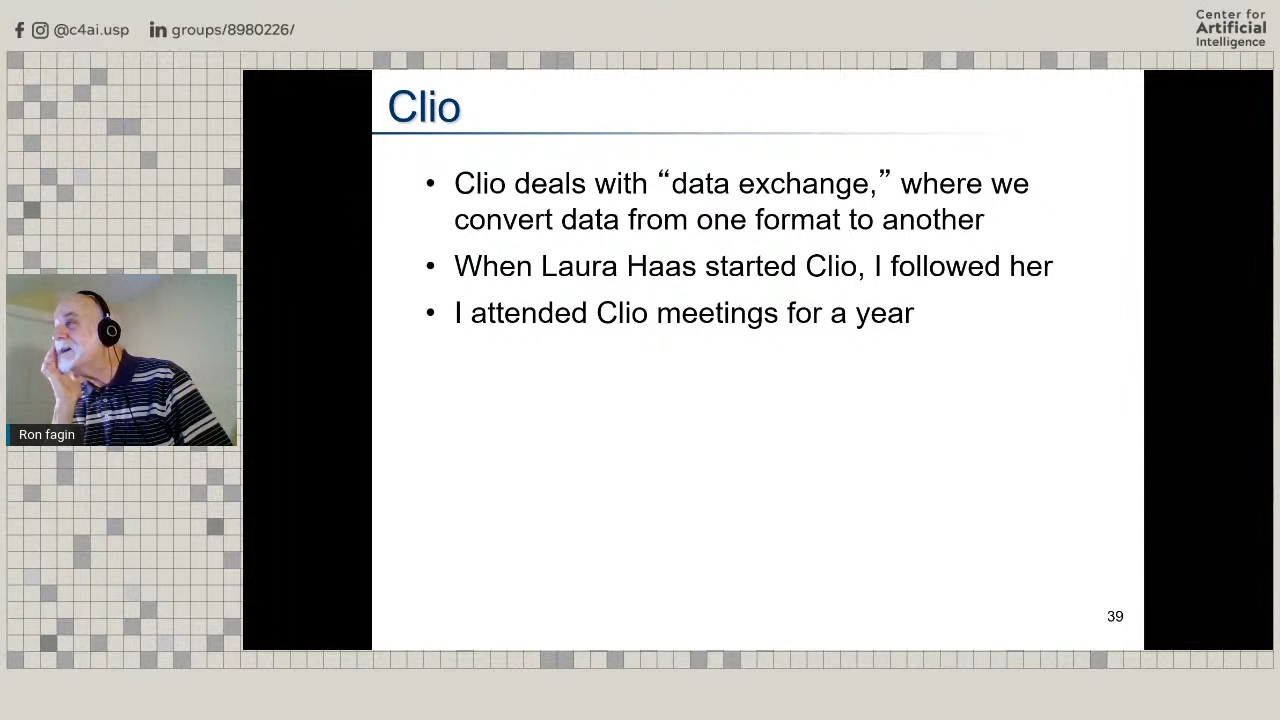 @c4ai.usp
groups/8980226/
Center for
Artificial
Intelligence
Clio
• Clio deals with “data exchange,” where we
convert data from one format to another
• When Laura Haas started Clio, I followed her
• I attended Clio meetings for a year
Ron fagin
39